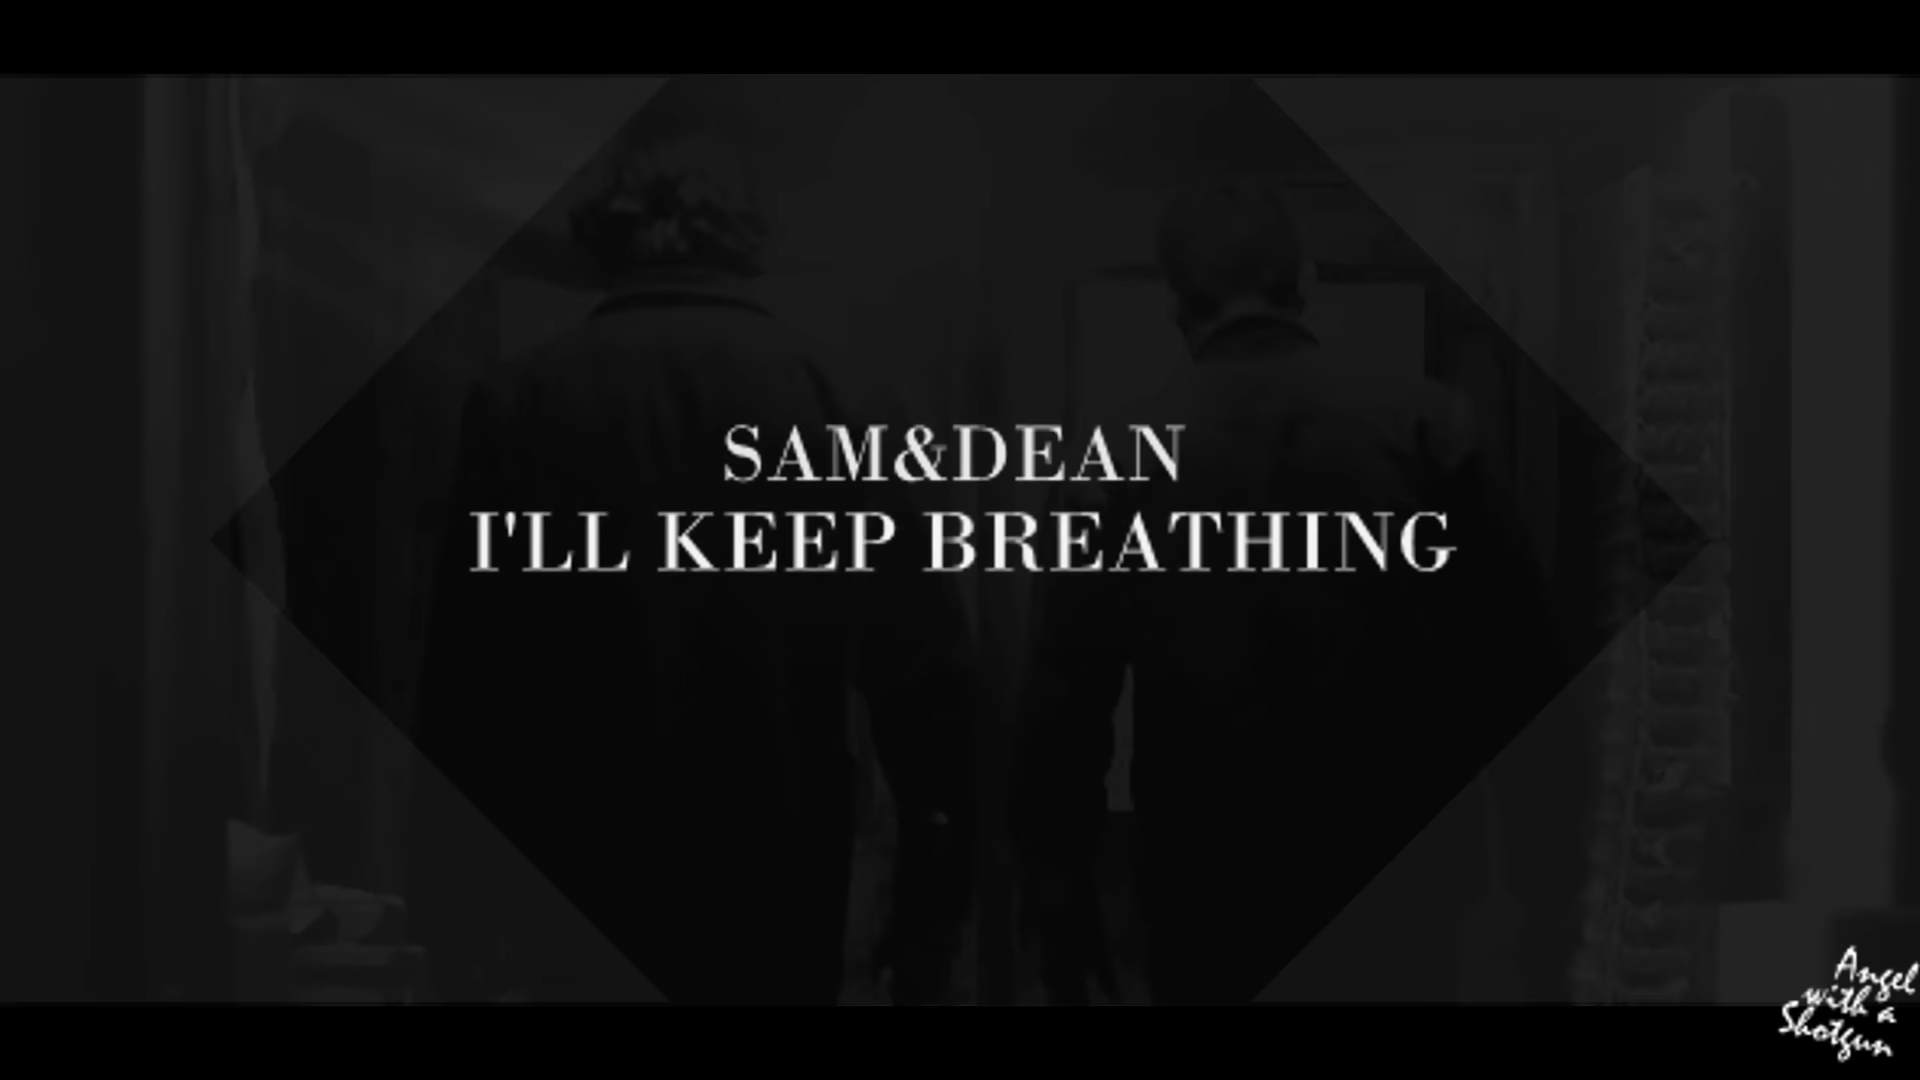 SAM&DEAN
I'LL KEEP BREATHING
Angel
with a
Shotgun